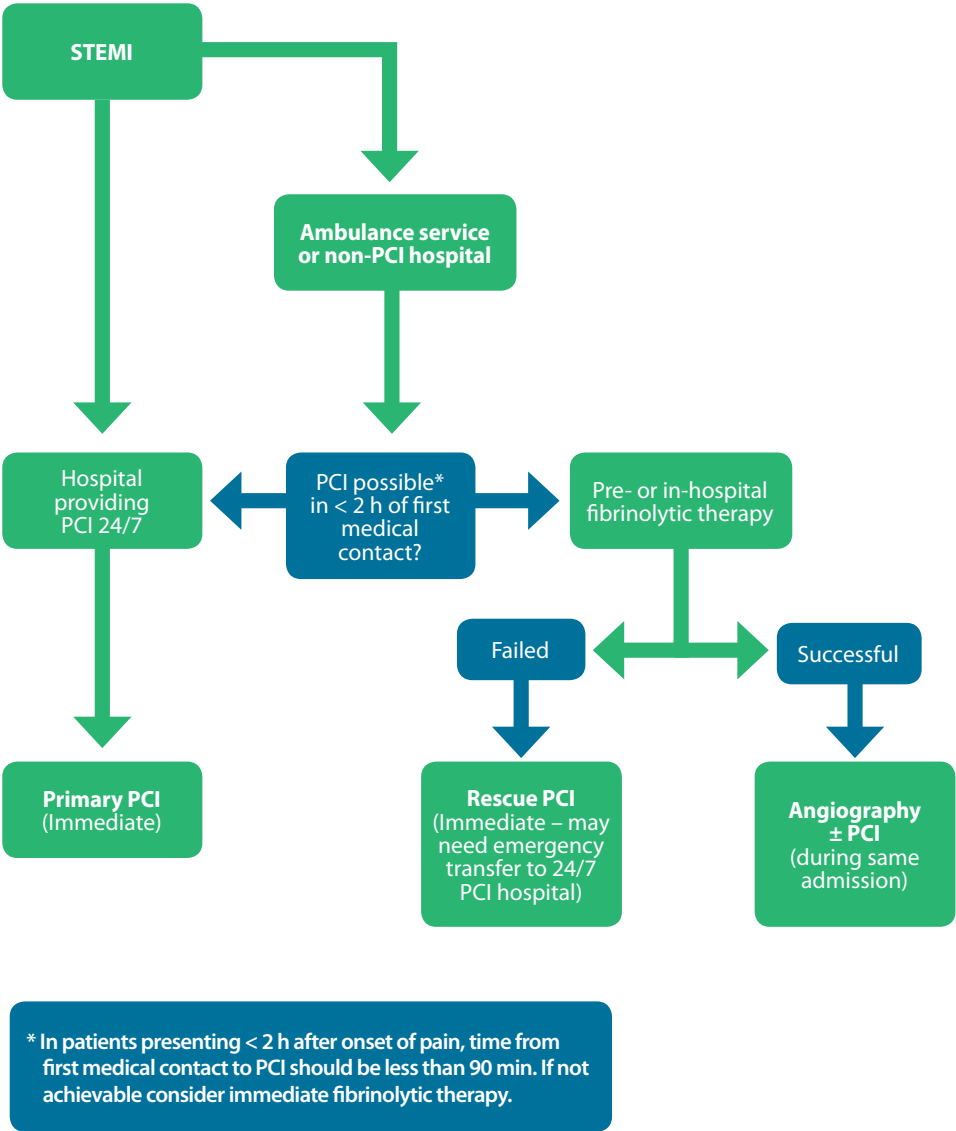 STEMI
Ambulance service
or non-PCI hospital
Hospital
providing
PCI 24/7
PCI possible*
in < 2 h of first
medical
contact?
Pre- or in-hospital
fibrinolytic therapy
Failed
Successful
Primary PCI
(Immediate)
Rescue PCI
(Immediate – may
need emergency
transfer to 24/7
PCI hospital)
Angiography
± PCI
(during same
admission)
* In patients presenting < 2 h after onset of pain, time from
first medical contact to PCI should be less than 90 min. If not
achievable consider immediate fibrinolytic therapy.